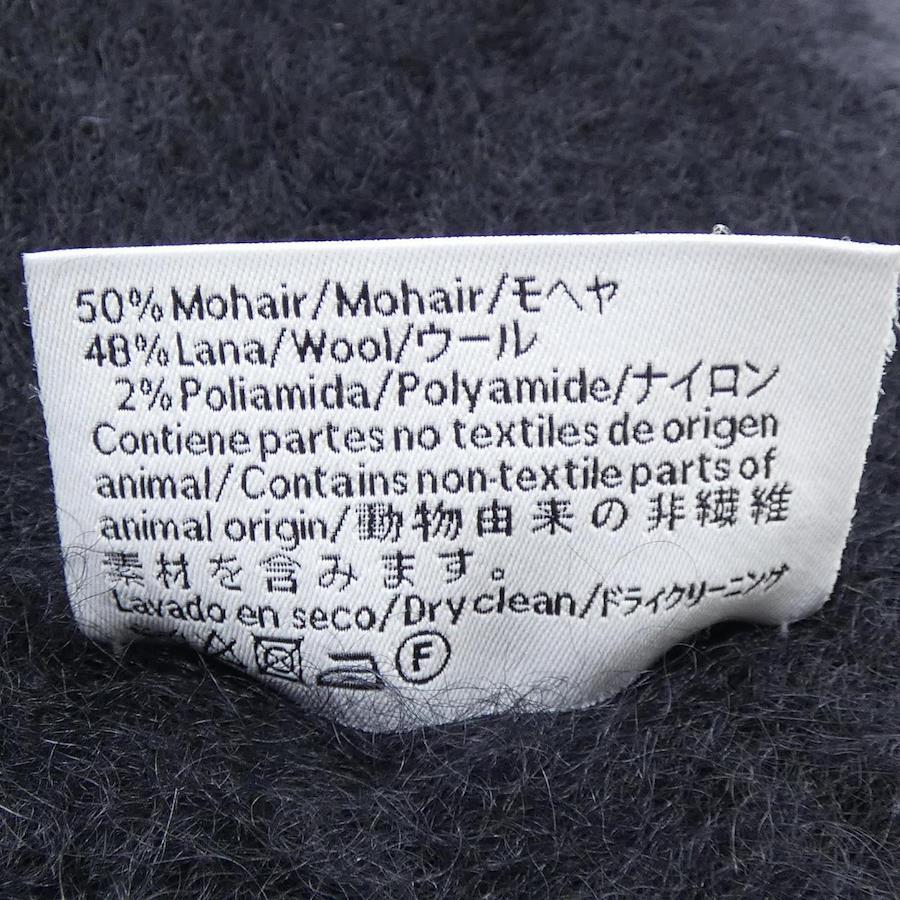 50% Mohair/Mohair/モヘヤ
48% Lana/Wool/ウール
2% Poliamida/Polyamide/ナイロン
Contiene partes no textiles de origen
animal/Contains non-textile parts of
animal origin/動物由来の非繊維
素材を含みます。
Lavado en seco/Dry clean/ドライクリーニング
F